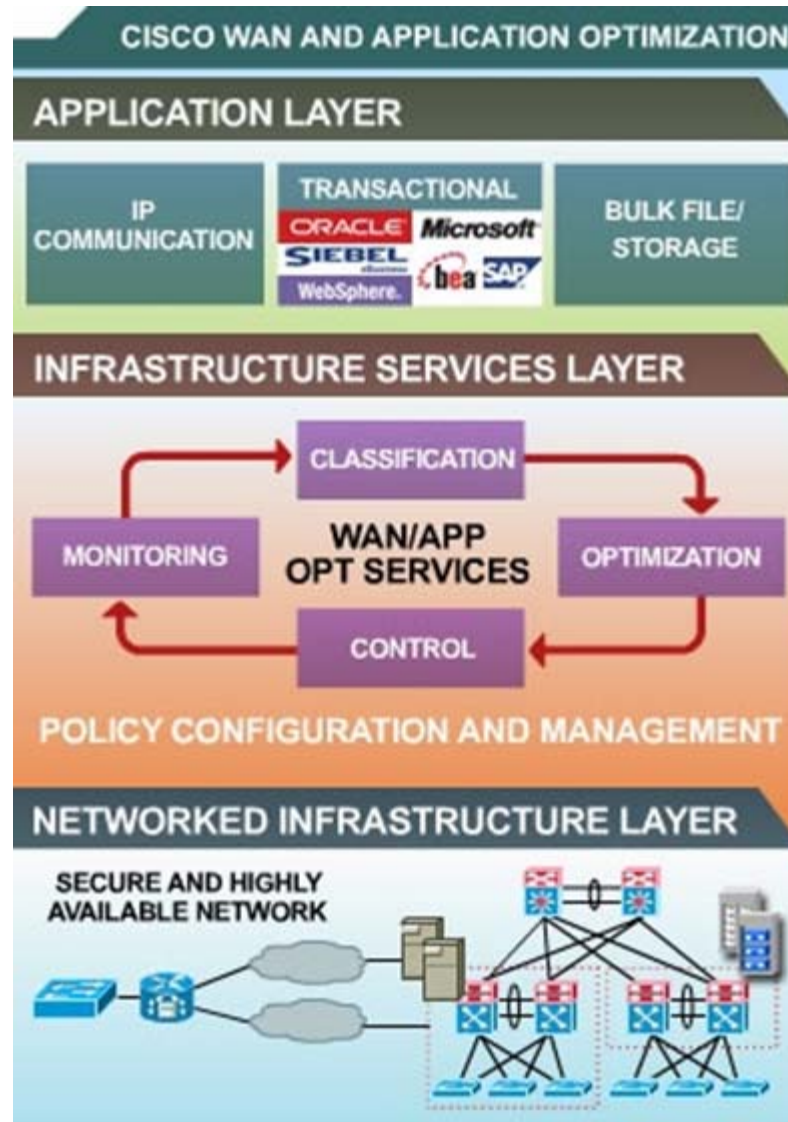 CISCO WAN AND APPLICATION OPTIMIZATION
APPLICATION LAYER
IP
COMMUNICATION
TRANSACTIONAL
ORACLE
Microsoft
SIEBEL
eBusiness
bea
SAP
WebSphere.
BULK FILE/
STORAGE
INFRASTRUCTURE SERVICES LAYER
CLASSIFICATION
MONITORING
WAN/APP
OPT SERVICES
OPTIMIZATION
CONTROL
POLICY CONFIGURATION AND MANAGEMENT
NETWORKED INFRASTRUCTURE LAYER
SECURE AND HIGHLY
AVAILABLE NETWORK